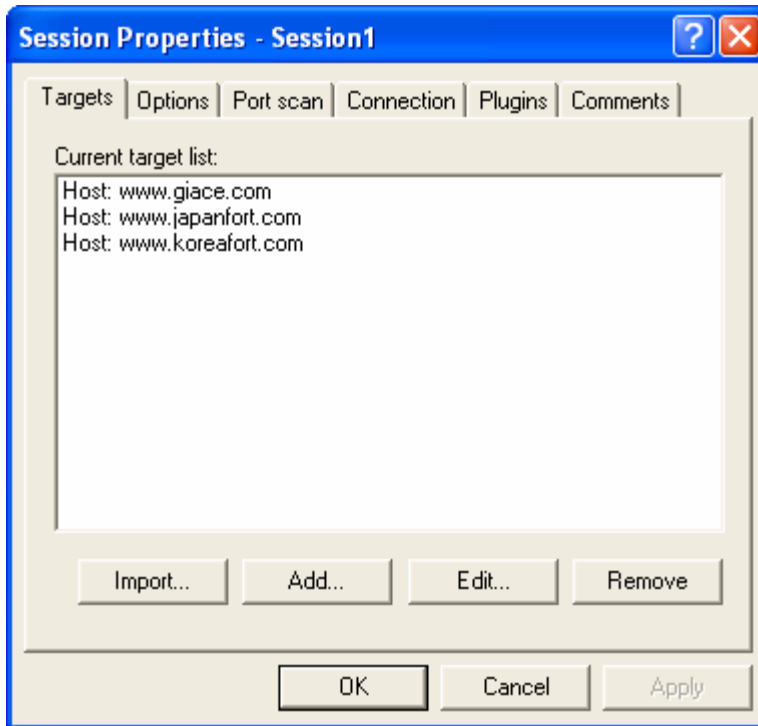 Session Properties - Session1
Targets Options Port scan Connection Plugins Comments
Current target list:
Host: www.giace.com
Host: www.japanfort.com
Host: www.koreafort.com
Import... Add... Edit... Remove
OK Cancel Apply